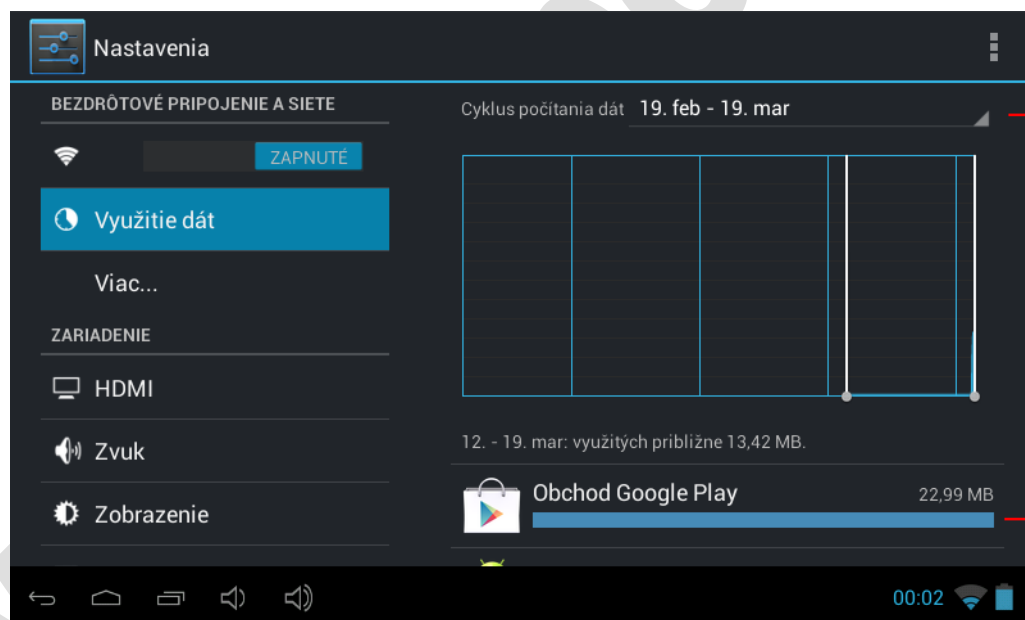 Nastavenia
BEZDRÔTOVÉ PRIPOJENIE A SIETE
ZAPNUTÉ
Využitie dát
Viac...
ZARIADENIE
HDMI
Zvuk
Zobrazenie
Cyklus počítania dát 19. feb - 19. mar
12. - 19. mar: využitých približne 13,42 MB.
Obchod Google Play 22,99 MB
00:02